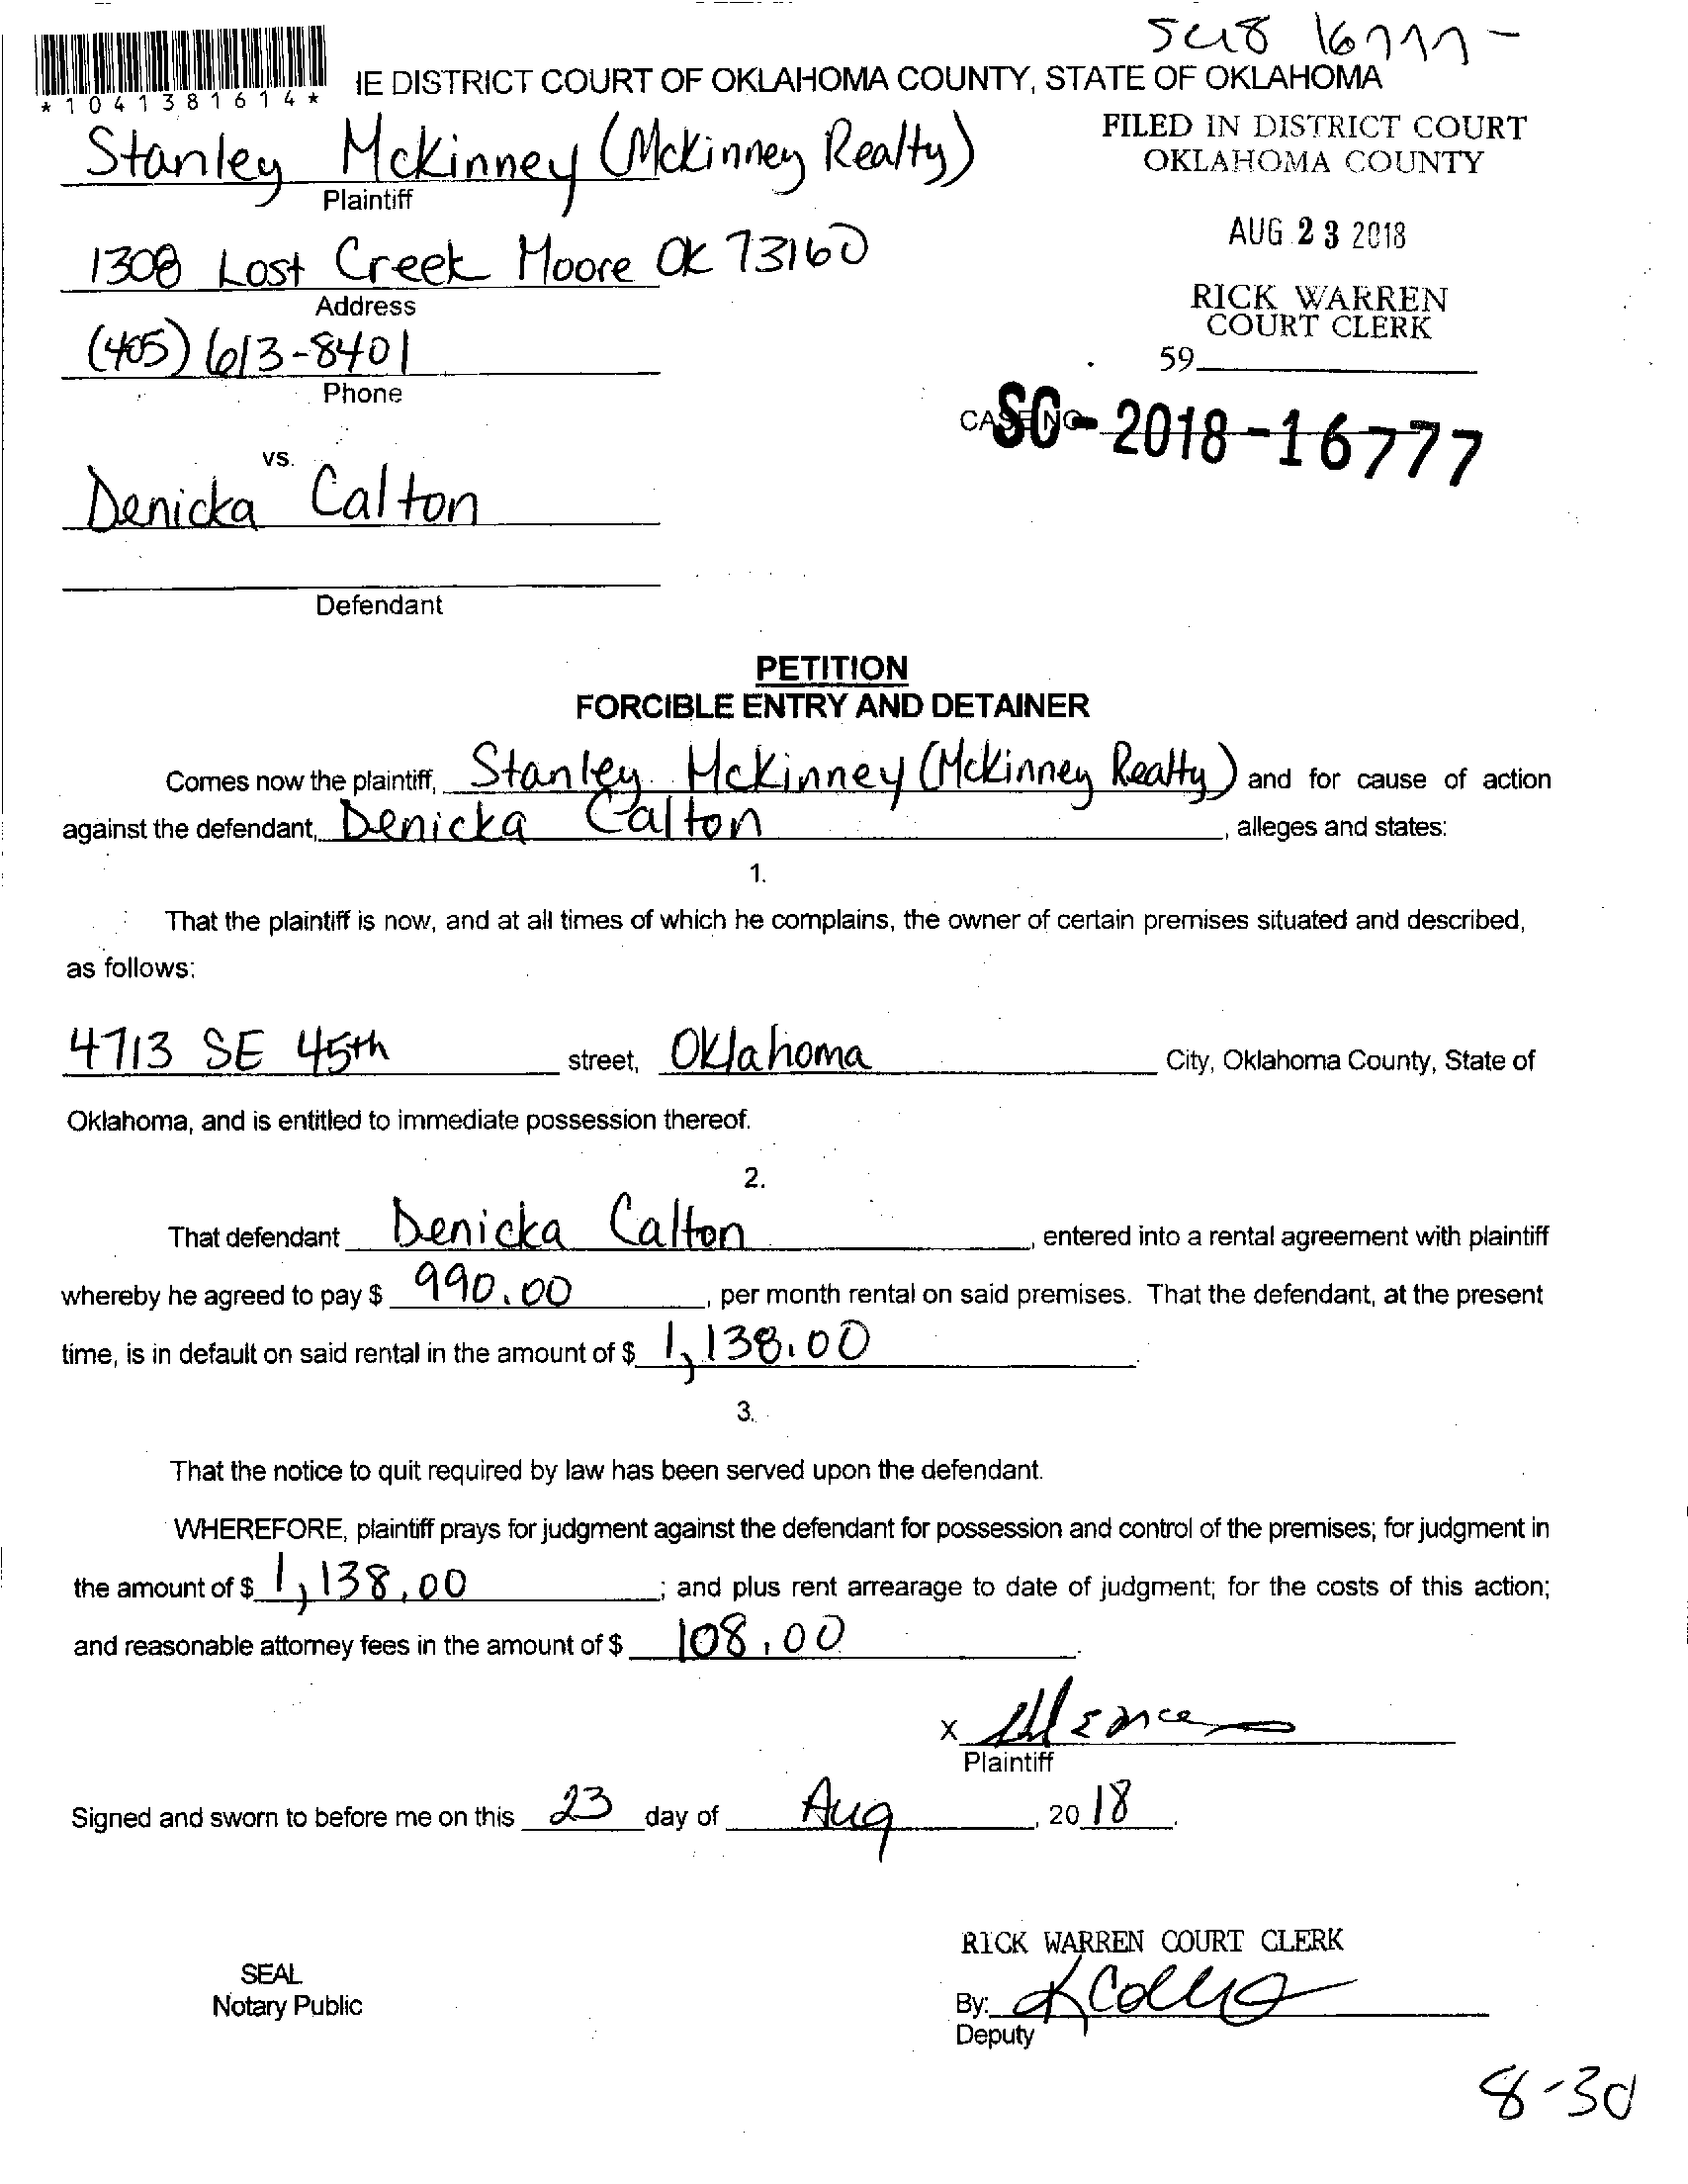 SC18 16777-
IE DISTRICT COURT OF OKLAHOMA COUNTY, STATE OF OKLAHOMA
*1041381614*
FILED IN DISTRICT COURT
OKLAHOMA COUNTY
Stanley Mckinney (Mckinney Realty)
Plaintiff
AUG 23 2018
1308 Lost Creek Moore OK 73160
Address
RICK WARREN
COURT CLERK
(405) 613-8401
59
Phone
CASE NO.
SC-2018-16777
vs.
Denicka Calton
Defendant
PETITION
FORCIBLE ENTRY AND DETAINER
Comes now the plaintiff, Stanley Mckinney (Mckinney Realty) and for cause of action
against the defendant, Denicka Calton, alleges and states:
1.
That the plaintiff is now, and at all times of which he complains, the owner of certain premises situated and described,
as follows:
4713 SE 45th street, Oklahoma City, Oklahoma County, State of
Oklahoma, and is entitled to immediate possession thereof.
2.
That defendant Denicka Calton, entered into a rental agreement with plaintiff
whereby he agreed to pay $ 990.00, per month rental on said premises. That the defendant, at the present
time, is in default on said rental in the amount of $ 1,138.00.
3.
That the notice to quit required by law has been served upon the defendant.
WHEREFORE, plaintiff prays for judgment against the defendant for possession and control of the premises; for judgment in
the amount of $ 1,138.00; and plus rent arrearage to date of judgment; for the costs of this action;
and reasonable attorney fees in the amount of $ 108.00.
X
Plaintiff
Signed and sworn to before me on this 23 day of Aug, 2018.
RICK WARREN COURT CLERK
SEAL
Notary Public
By:
Deputy
8-30